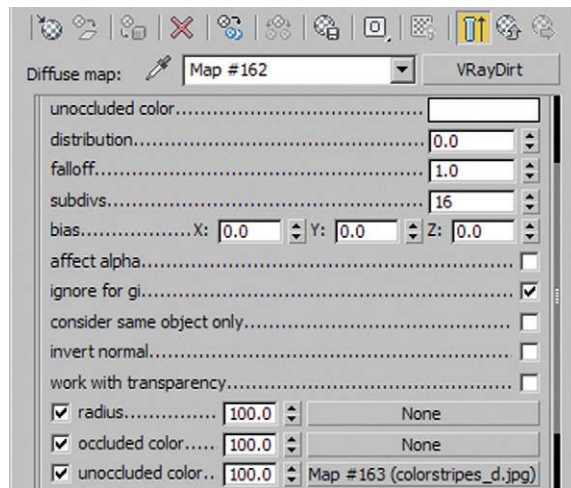 Diffuse map: Map #162 VRayDirt
unoccluded color
distribution 0.0
falloff 1.0
subdivs 16
bias X: 0.0 Y: 0.0 Z: 0.0
affect alpha
ignore for gi
consider same object only
invert normal
work with transparency
radius 100.0 None
occluded color 100.0 None
unoccluded color.. 100.0 Map #163 (colorstripes_d.jpg)